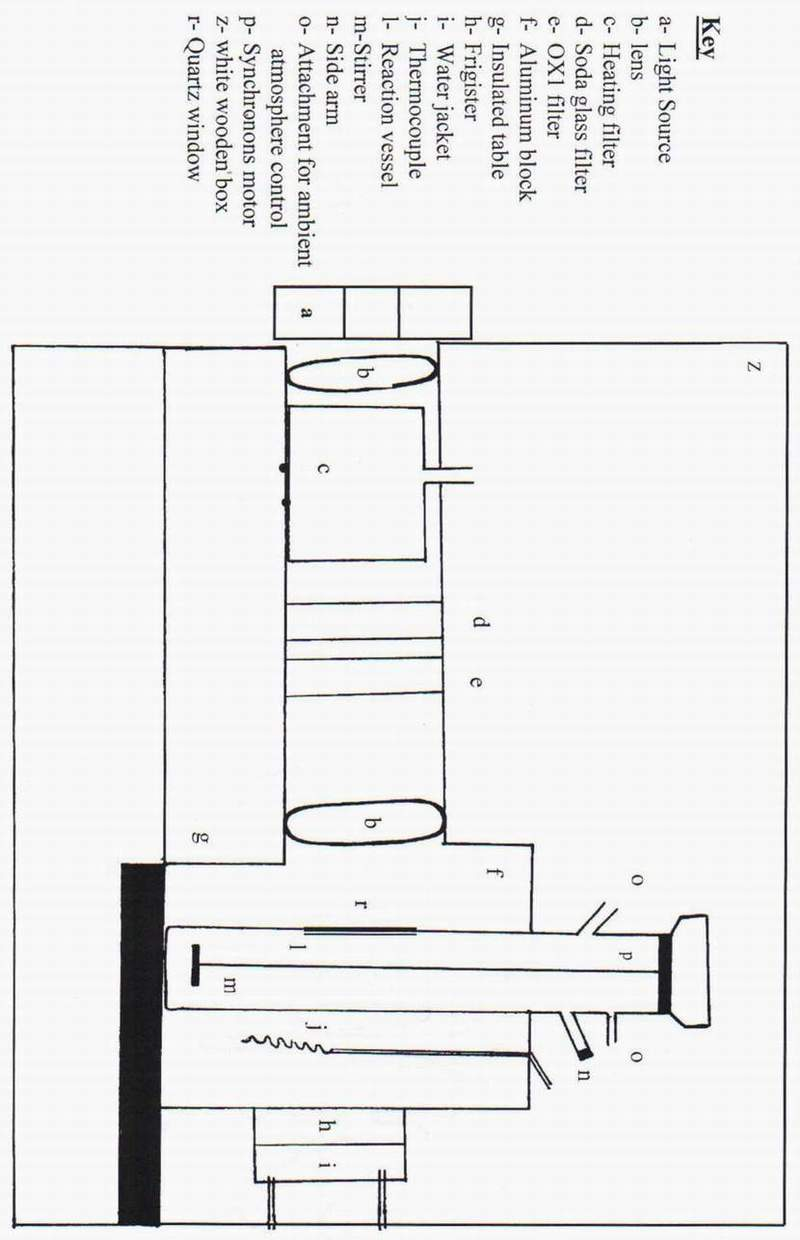 Key
a- Light Source
b- lens
c- Heating filter
d- Soda glass filter
e- OX1 filter
f- Aluminum block
g- Insulated table
h- Frigister
i- Water jacket
j- Thermocouple
l- Reaction vessel
m-Stirrer
n- Side arm
o- Attachment for ambient
atmosphere control
p- Synchronons motor
z- white wooden box
r- Quartz window
z
a
b
c
d
e
b
g
f
r
o
l
p
m
j
n
o
h
i